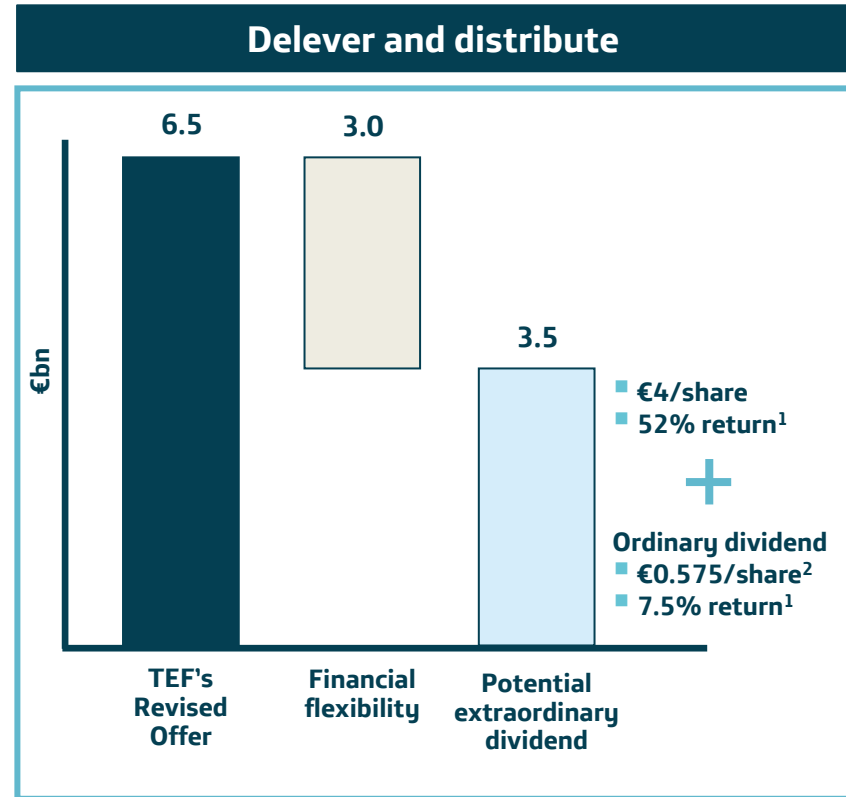 Delever and distribute
6.5
3.0
3.5
€bn
€4/share
52% return¹
+
Ordinary dividend
€0.575/share²
7.5% return¹
TEF's
Revised
Offer
Financial
flexibility
Potential
extraordinary
dividend